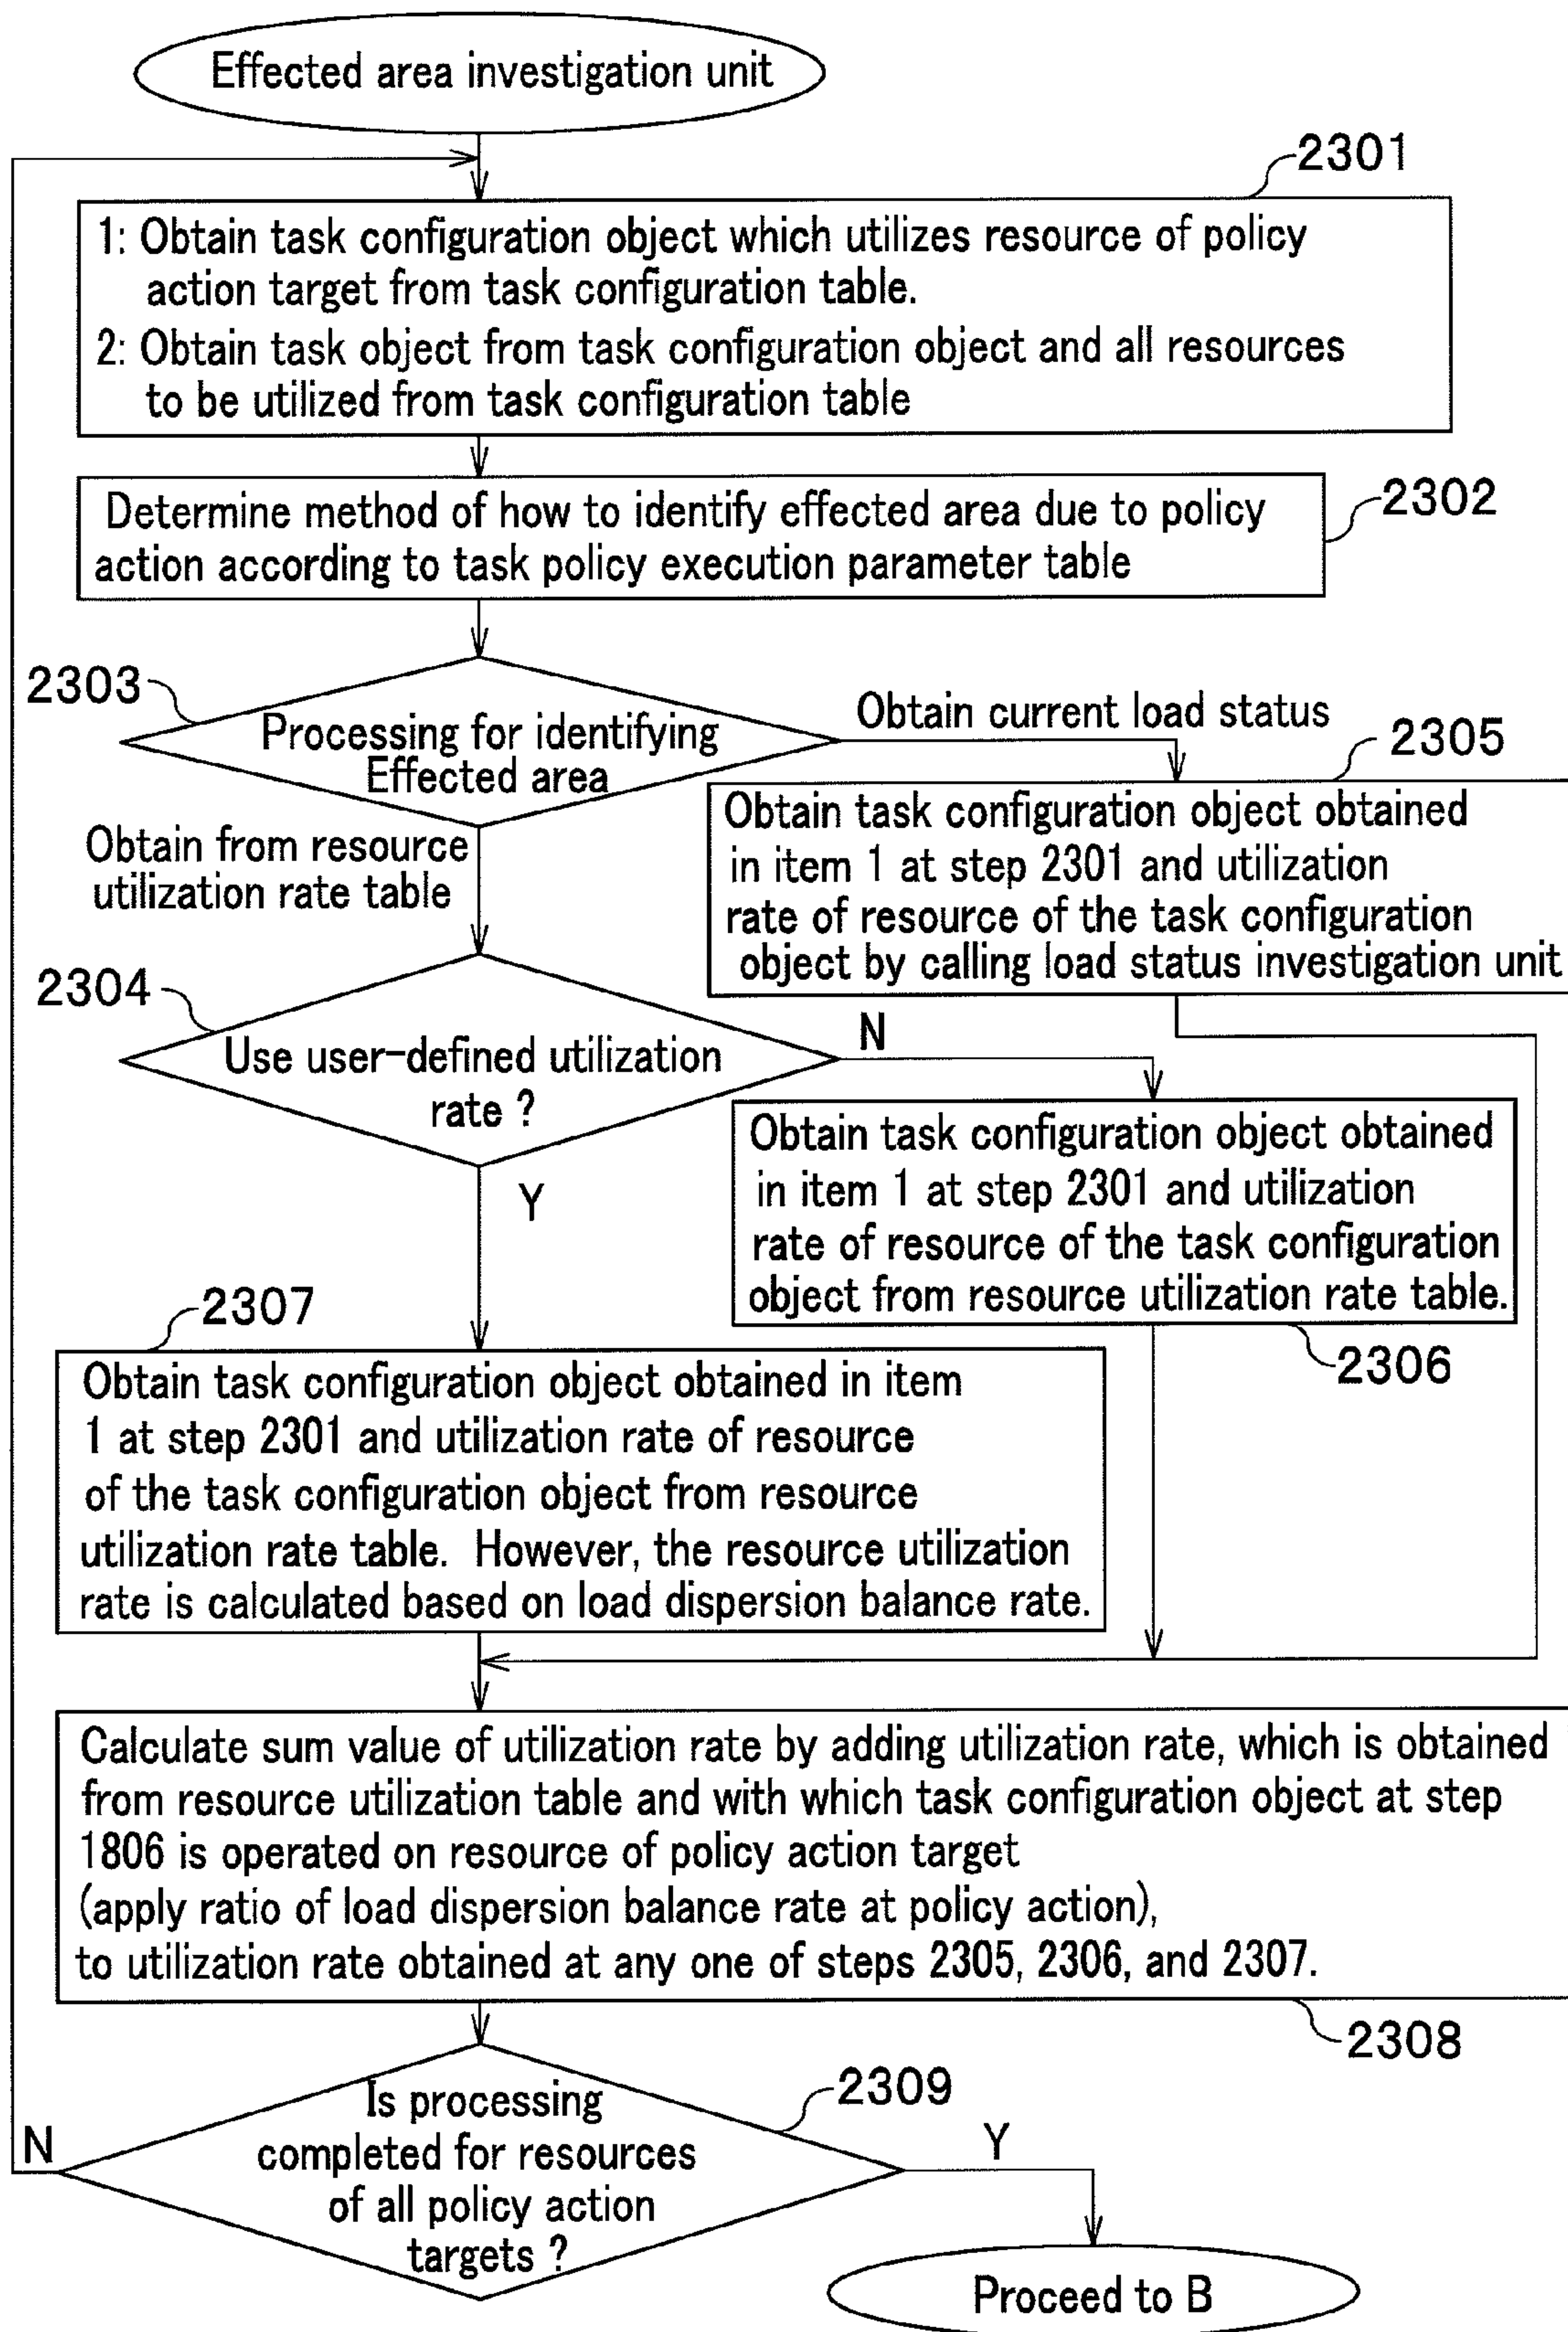 Effected area investigation unit
2301
1: Obtain task configuration object which utilizes resource of policy
action target from task configuration table.
2: Obtain task object from task configuration object and all resources
to be utilized from task configuration table
2302
Determine method of how to identify effected area due to policy
action according to task policy execution parameter table
2303
Processing for identifying
Effected area
Obtain current load status
2305
Obtain task configuration object obtained
in item 1 at step 2301 and utilization
rate of resource of the task configuration
object by calling load status investigation unit
Obtain from resource
utilization rate table
2304
Use user-defined utilization
rate ?
N
Y
Obtain task configuration object obtained
in item 1 at step 2301 and utilization
rate of resource of the task configuration
object from resource utilization rate table.
2306
2307
Obtain task configuration object obtained in item
1 at step 2301 and utilization rate of resource
of the task configuration object from resource
utilization rate table. However, the resource utilization
rate is calculated based on load dispersion balance rate.
Calculate sum value of utilization rate by adding utilization rate, which is obtained
from resource utilization table and with which task configuration object at step
1806 is operated on resource of policy action target
(apply ratio of load dispersion balance rate at policy action),
to utilization rate obtained at any one of steps 2305, 2306, and 2307.
2308
2309
Is processing
completed for resources
of all policy action
targets ?
N
Y
Proceed to B